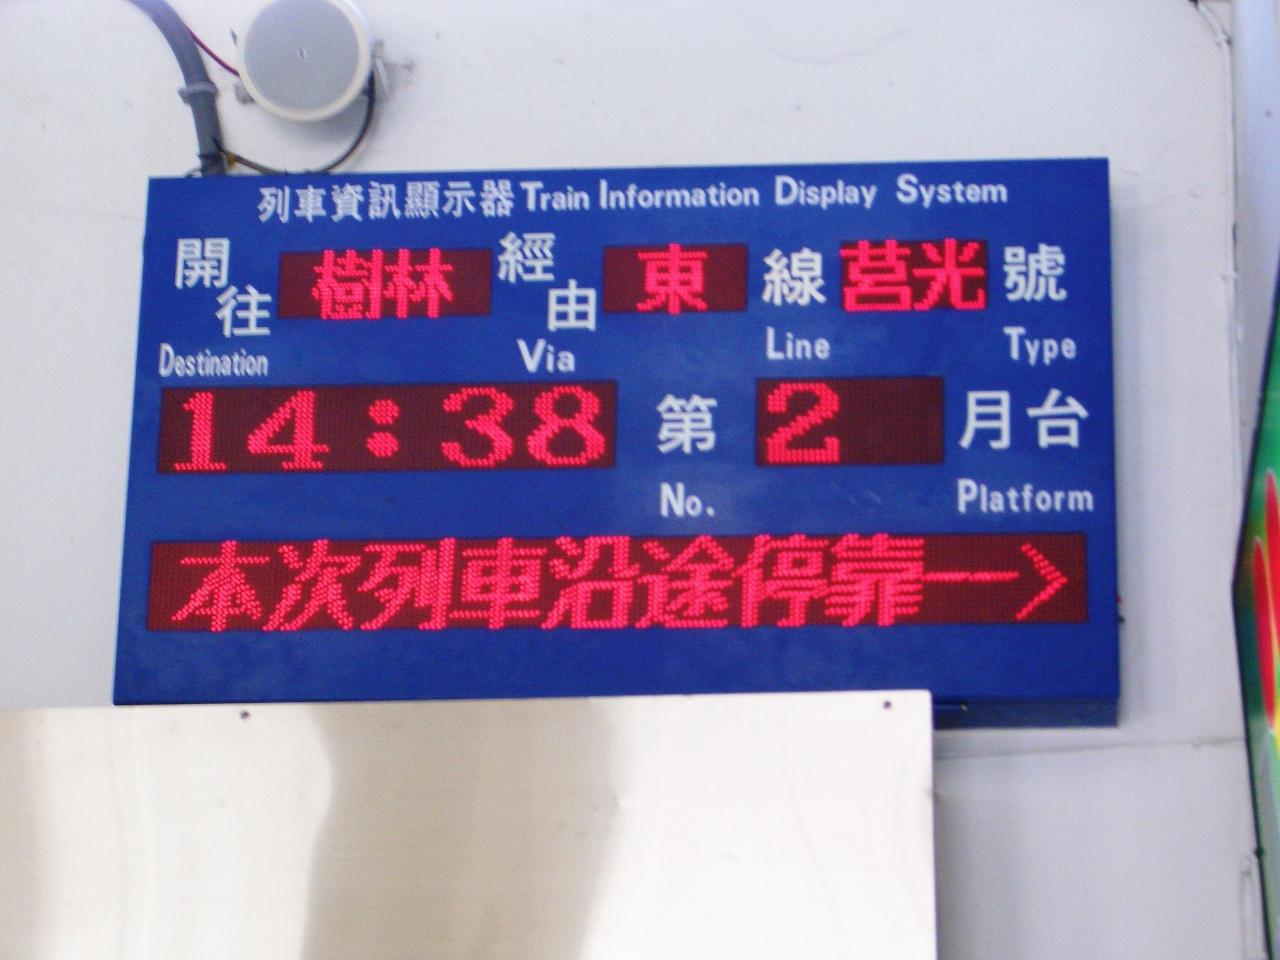 列車資訊顯示器 Train Information Display System
開往 樹林 經由 東 線 莒光 號
Destination Via Line Type
14:38 第 2 月台
No. Platform
本次列車沿途停靠—>